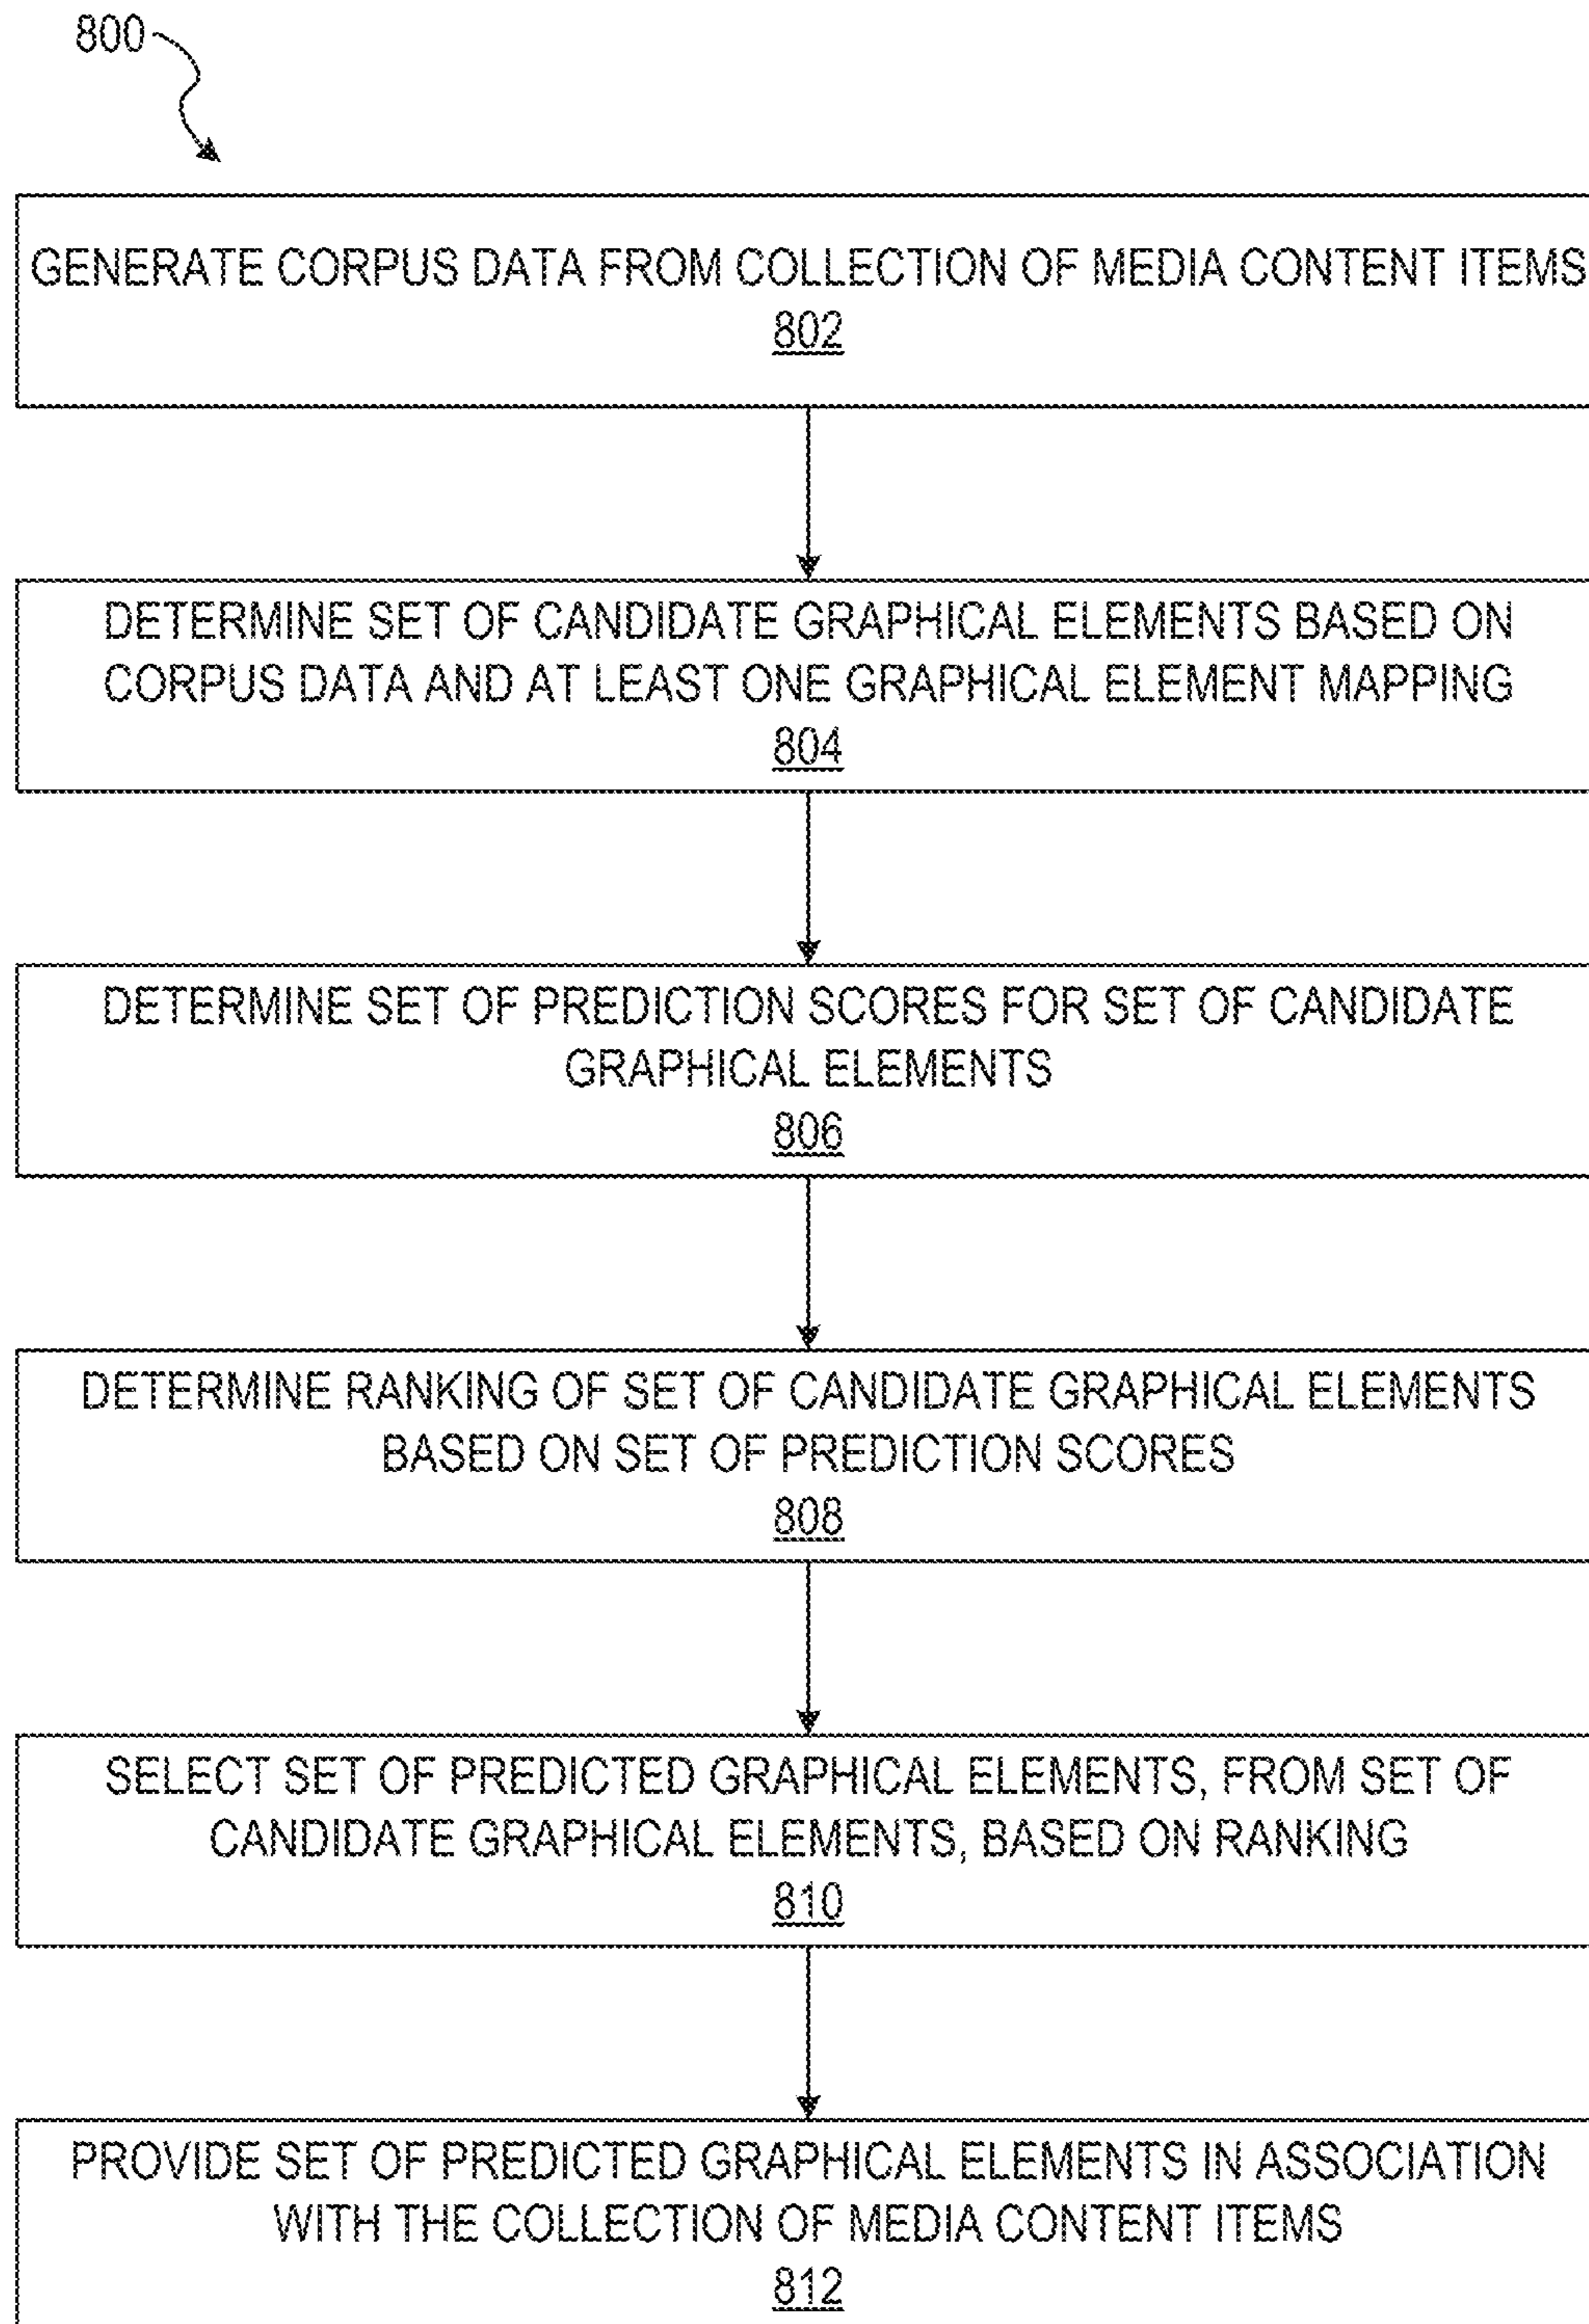 800
GENERATE CORPUS DATA FROM COLLECTION OF MEDIA CONTENT ITEMS
802
DETERMINE SET OF CANDIDATE GRAPHICAL ELEMENTS BASED ON
CORPUS DATA AND AT LEAST ONE GRAPHICAL ELEMENT MAPPING
804
DETERMINE SET OF PREDICTION SCORES FOR SET OF CANDIDATE
GRAPHICAL ELEMENTS
806
DETERMINE RANKING OF SET OF CANDIDATE GRAPHICAL ELEMENTS
BASED ON SET OF PREDICTION SCORES
808
SELECT SET OF PREDICTED GRAPHICAL ELEMENTS, FROM SET OF
CANDIDATE GRAPHICAL ELEMENTS, BASED ON RANKING
810
PROVIDE SET OF PREDICTED GRAPHICAL ELEMENTS IN ASSOCIATION
WITH THE COLLECTION OF MEDIA CONTENT ITEMS
812